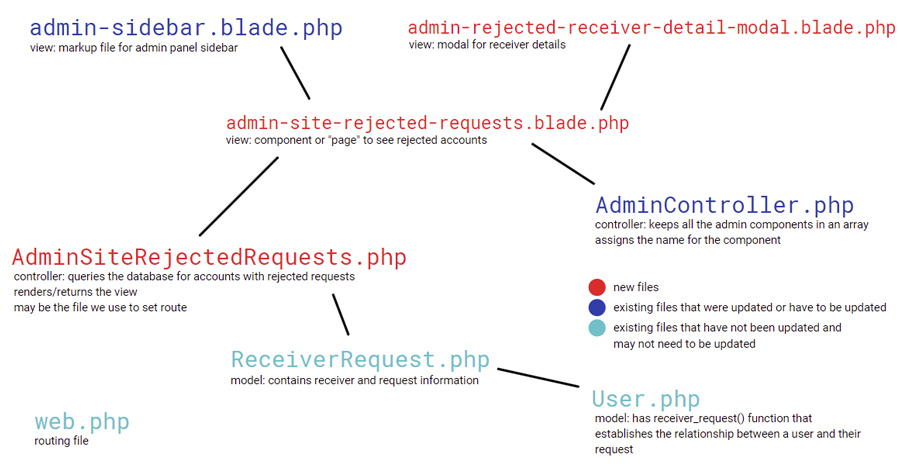 admin-sidebar.blade.php
view: markup file for admin panel sidebar
admin-rejected-receiver-detail-modal.blade.php
view: modal for receiver details
admin-site-rejected-requests.blade.php
view: component or "page" to see rejected accounts
AdminController.php
controller: keeps all the admin components in an array
assigns the name for the component
AdminSiteRejectedRequests.php
controller: queries the database for accounts with rejected requests
renders/returns the view
may be the file we use to set route
new files
existing files that were updated or have to be updated
existing files that have not been updated and
may not need to be updated
ReceiverRequest.php
model: contains receiver and request information
User.php
model: has receiver_request() function that
establishes the relationship between a user and their
request
web.php
routing file